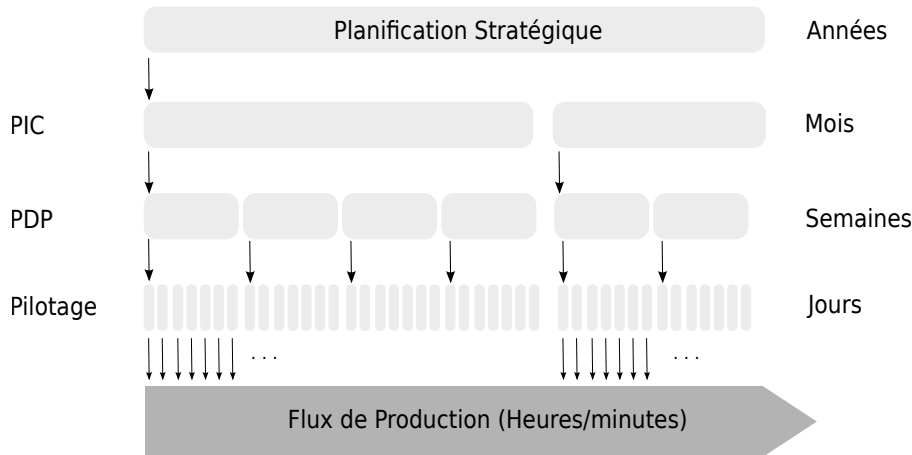 Planification Stratégique Années
PIC Mois
PDP Semaines
Pilotage Jours
. . . . . .
Flux de Production (Heures/minutes)